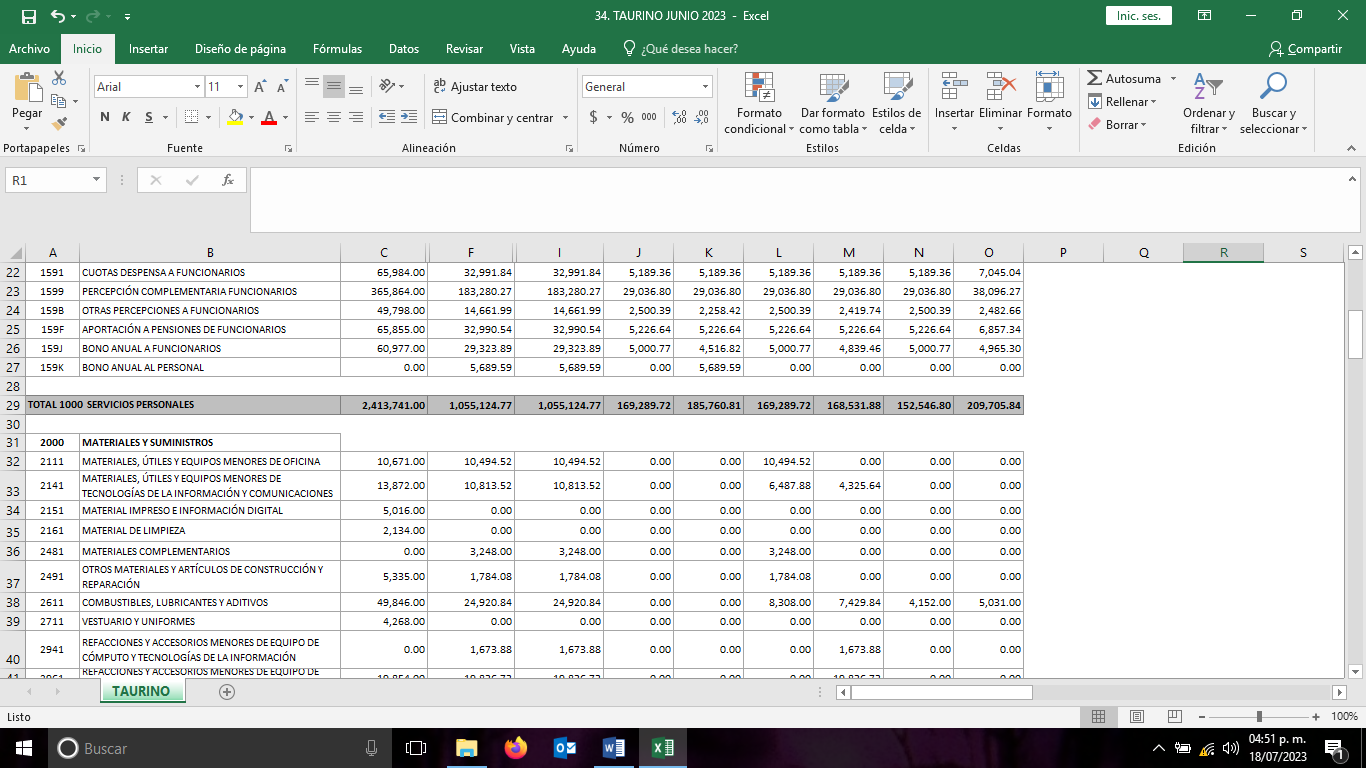 34. TAURINO JUNIO 2023 - Excel
Inic. ses.
Archivo Inicio Insertar Diseño de página Fórmulas Datos Revisar Vista Ayuda ¿Qué desea hacer? Compartir
Pegar
Arial 11 A A
N K S A
ab Ajustar texto
Combinar y centrar
General
$ % 000
Formato condicional
Dar formato como tabla
Estilos de celda
Insertar Eliminar Formato
Autosuma
Rellenar
Borrar
Ordenar y filtrar
Buscar y seleccionar
Portapapeles Fuente Alineación Número Estilos Celdas Edición
R1 fx
A B C F I J K L M N O P Q R S
22 1591 CUOTAS DESPENSA A FUNCIONARIOS 65,984.00 32,991.84 32,991.84 5,189.36 5,189.36 5,189.36 5,189.36 5,189.36 7,045.04
23 1599 PERCEPCIÓN COMPLEMENTARIA FUNCIONARIOS 365,864.00 183,280.27 183,280.27 29,036.80 29,036.80 29,036.80 29,036.80 29,036.80 38,096.27
24 159B OTRAS PERCEPCIONES A FUNCIONARIOS 49,798.00 14,661.99 14,661.99 2,500.39 2,258.42 2,500.39 2,419.74 2,500.39 2,482.66
25 159F APORTACIÓN A PENSIONES DE FUNCIONARIOS 65,855.00 32,990.54 32,990.54 5,226.64 5,226.64 5,226.64 5,226.64 5,226.64 6,857.34
26 159J BONO ANUAL A FUNCIONARIOS 60,977.00 29,323.89 29,323.89 5,000.77 4,516.82 5,000.77 4,839.46 5,000.77 4,965.30
27 159K BONO ANUAL AL PERSONAL 0.00 5,689.59 5,689.59 0.00 5,689.59 0.00 0.00 0.00 0.00
28
29 TOTAL 1000 SERVICIOS PERSONALES 2,413,741.00 1,055,124.77 1,055,124.77 169,289.72 185,760.81 169,289.72 168,531.88 152,546.80 209,705.84
30
31 2000 MATERIALES Y SUMINISTROS
32 2111 MATERIALES, ÚTILES Y EQUIPOS MENORES DE OFICINA 10,671.00 10,494.52 10,494.52 0.00 0.00 10,494.52 0.00 0.00 0.00
MATERIALES, ÚTILES Y EQUIPOS MENORES DE
33 2141 TECNOLOGÍAS DE LA INFORMACIÓN Y COMUNICACIONES 13,872.00 10,813.52 10,813.52 0.00 0.00 6,487.88 4,325.64 0.00 0.00
34 2151 MATERIAL IMPRESO E INFORMACIÓN DIGITAL 5,016.00 0.00 0.00 0.00 0.00 0.00 0.00 0.00 0.00
35 2161 MATERIAL DE LIMPIEZA 2,134.00 0.00 0.00 0.00 0.00 0.00 0.00 0.00 0.00
36 2481 MATERIALES COMPLEMENTARIOS 0.00 3,248.00 3,248.00 0.00 0.00 3,248.00 0.00 0.00 0.00
OTROS MATERIALES Y ARTÍCULOS DE CONSTRUCCIÓN Y
37 2491 REPARACIÓN 5,335.00 1,784.08 1,784.08 0.00 0.00 1,784.08 0.00 0.00 0.00
38 2611 COMBUSTIBLES, LUBRICANTES Y ADITIVOS 49,846.00 24,920.84 24,920.84 0.00 0.00 8,308.00 7,429.84 4,152.00 5,031.00
39 2711 VESTUARIO Y UNIFORMES 4,268.00 0.00 0.00 0.00 0.00 0.00 0.00 0.00 0.00
REFACCIONES Y ACCESORIOS MENORES DE EQUIPO DE
40 2941 CÓMPUTO Y TECNOLOGÍAS DE LA INFORMACIÓN 0.00 1,673.88 1,673.88 0.00 0.00 0.00 1,673.88 0.00 0.00
REFACCIONES Y ACCESORIOS MENORES DE EQUIPO DE
TAURINO
Listo 100%
Buscar
04:51 p. m.
18/07/2023
1